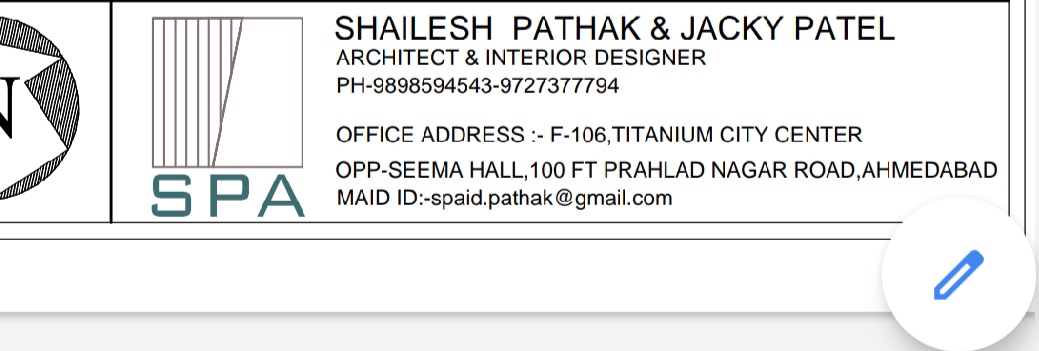 N
SHAILESH PATHAK & JACKY PATEL
ARCHITECT & INTERIOR DESIGNER
PH-9898594543-9727377794
OFFICE ADDRESS :- F-106,TITANIUM CITY CENTER
OPP-SEEMA HALL,100 FT PRAHLAD NAGAR ROAD,AHMEDABAD
MAID ID:-spaid.pathak@gmail.com
SPA